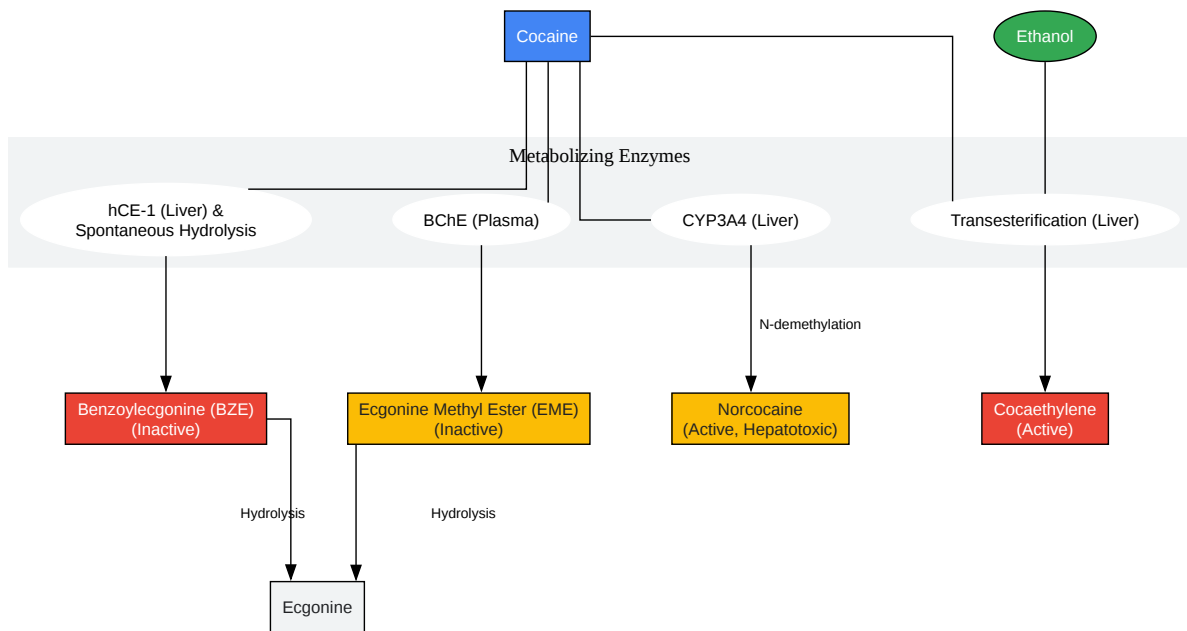 Cocaine
Ethanol
Metabolizing Enzymes
hCE-1 (Liver) &
Spontaneous Hydrolysis
BChE (Plasma)
CYP3A4 (Liver)
Transesterification (Liver)
N-demethylation
Benzoylecgonine (BZE)
(Inactive)
Ecgonine Methyl Ester (EME)
(Inactive)
Norcocaine
(Active, Hepatotoxic)
Cocaethylene
(Active)
Hydrolysis
Hydrolysis
Ecgonine